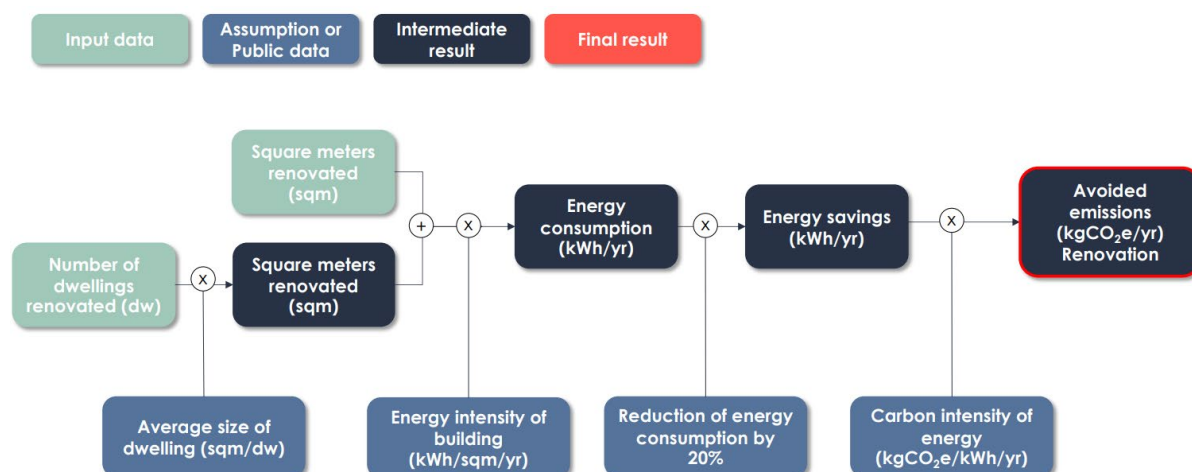 Input data
Assumption or
Public data
Intermediate
result
Final result
Square meters
renovated
(sqm)
+
x
Energy
consumption
(kWh/yr)
x
Energy savings
(kWh/yr)
x
Avoided
emissions
(kgCO₂e/yr)
Renovation
Number of
dwellings
renovated (dw)
x
Square meters
renovated
(sqm)
Average size of
dwelling (sqm/dw)
Energy intensity of
building
(kWh/sqm/yr)
Reduction of energy
consumption by
20%
Carbon intensity of
energy
(kgCO₂e/kWh/yr)